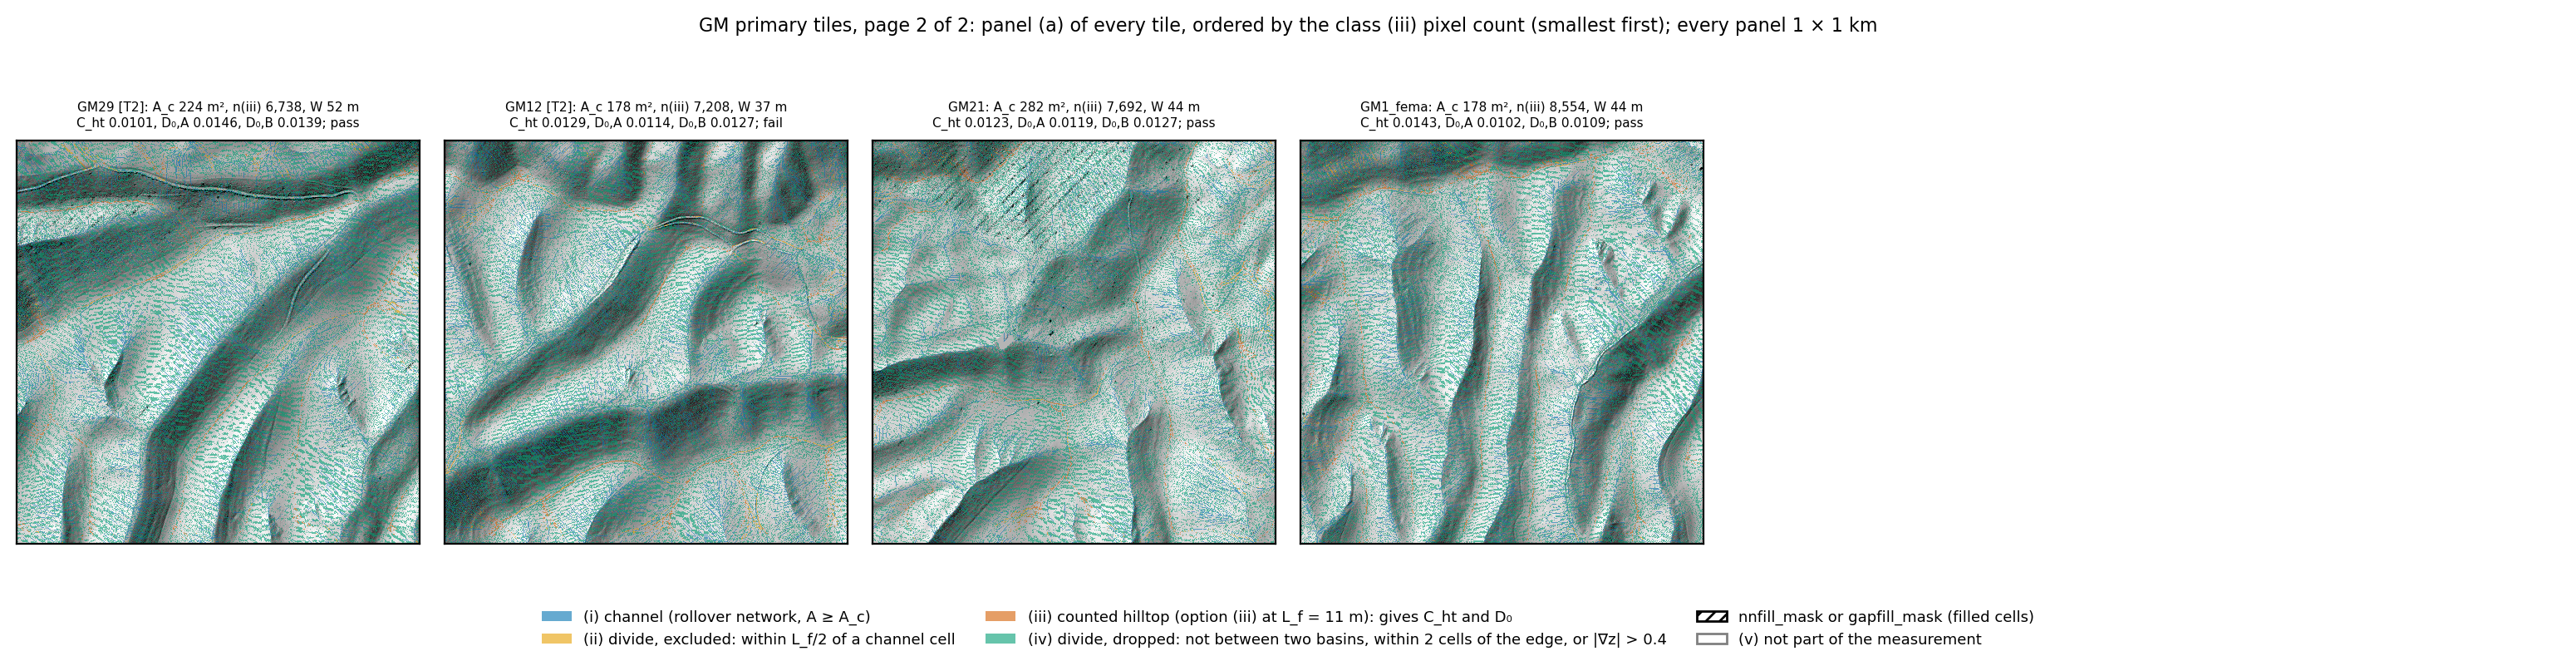 GM primary tiles, page 2 of 2: panel (a) of every tile, ordered by the class (iii) pixel count (smallest first); every panel 1 × 1 km
GM29 [T2]: A_c 224 m², n(iii) 6,738, W 52 m
C_ht 0.0101, D₀,A 0.0146, D₀,B 0.0139; pass
GM12 [T2]: A_c 178 m², n(iii) 7,208, W 37 m
C_ht 0.0129, D₀,A 0.0114, D₀,B 0.0127; fail
GM21: A_c 282 m², n(iii) 7,692, W 44 m
C_ht 0.0123, D₀,A 0.0119, D₀,B 0.0127; pass
GM1_fema: A_c 178 m², n(iii) 8,554, W 44 m
C_ht 0.0143, D₀,A 0.0102, D₀,B 0.0109; pass
(i) channel (rollover network, A ≥ A_c)
(ii) divide, excluded: within L_f/2 of a channel cell
(iii) counted hilltop (option (iii) at L_f = 11 m): gives C_ht and D₀
(iv) divide, dropped: not between two basins, within 2 cells of the edge, or |∇z| > 0.4
nnfill_mask or gapfill_mask (filled cells)
(v) not part of the measurement